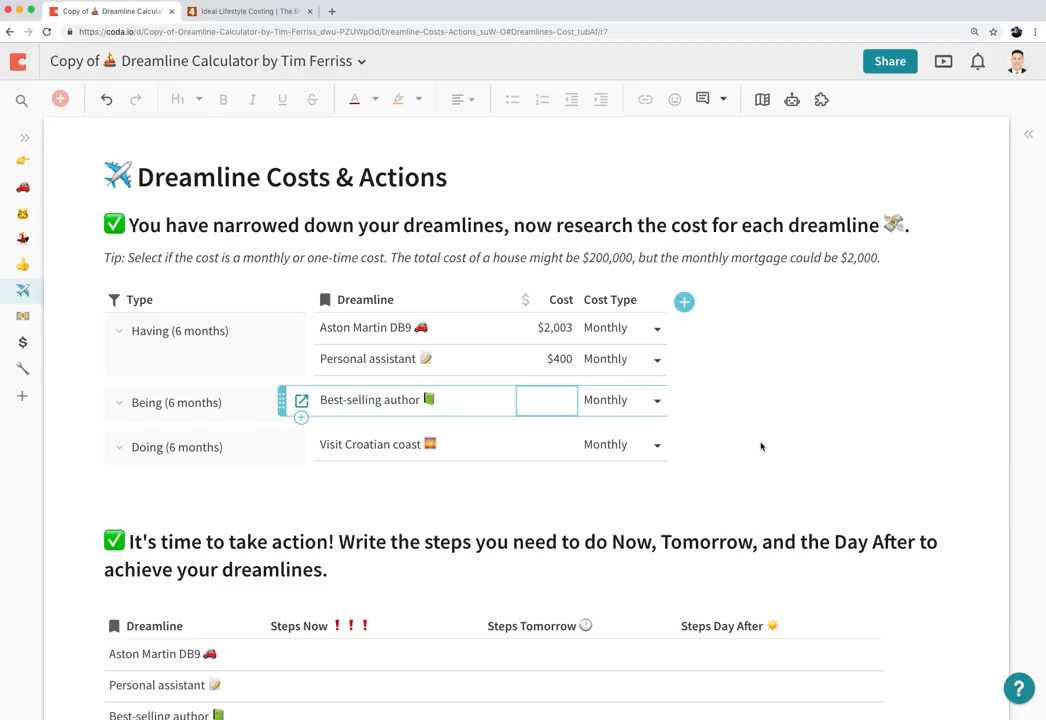 Copy of ⛵ Dreamline Calculat
Ideal Lifestyle Costing | The Bl
https://coda.io/d/Copy-of-Dreamline-Calculator-by-Tim-Ferriss_dwu-PZUWpOd/Dreamline-Costs-Actions_suW-O#Dreamlines-Cost_tubAf/r7
Copy of ⛵ Dreamline Calculator by Tim Ferriss
Share
H1 B I U S A
✈️ Dreamline Costs & Actions
✅ You have narrowed down your dreamlines, now research the cost for each dreamline 💸.
Tip: Select if the cost is a monthly or one-time cost. The total cost of a house might be $200,000, but the monthly mortgage could be $2,000.
Type Dreamline $ Cost Cost Type
Having (6 months) Aston Martin DB9 🚗 $2,003 Monthly
Personal assistant 📝 $400 Monthly
Being (6 months) Best-selling author 📗 Monthly
Doing (6 months) Visit Croatian coast 🌅 Monthly
✅ It's time to take action! Write the steps you need to do Now, Tomorrow, and the Day After to
achieve your dreamlines.
Dreamline Steps Now ❗❗❗ Steps Tomorrow 🕐 Steps Day After ☀️
Aston Martin DB9 🚗
Personal assistant 📝
Best-selling author 📗